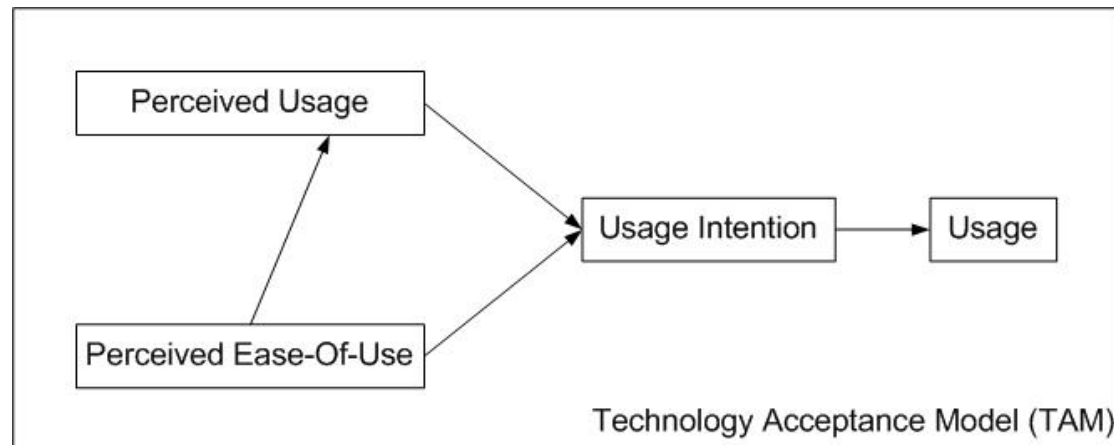 Perceived Usage
Usage Intention
Usage
Perceived Ease-Of-Use
Technology Acceptance Model (TAM)